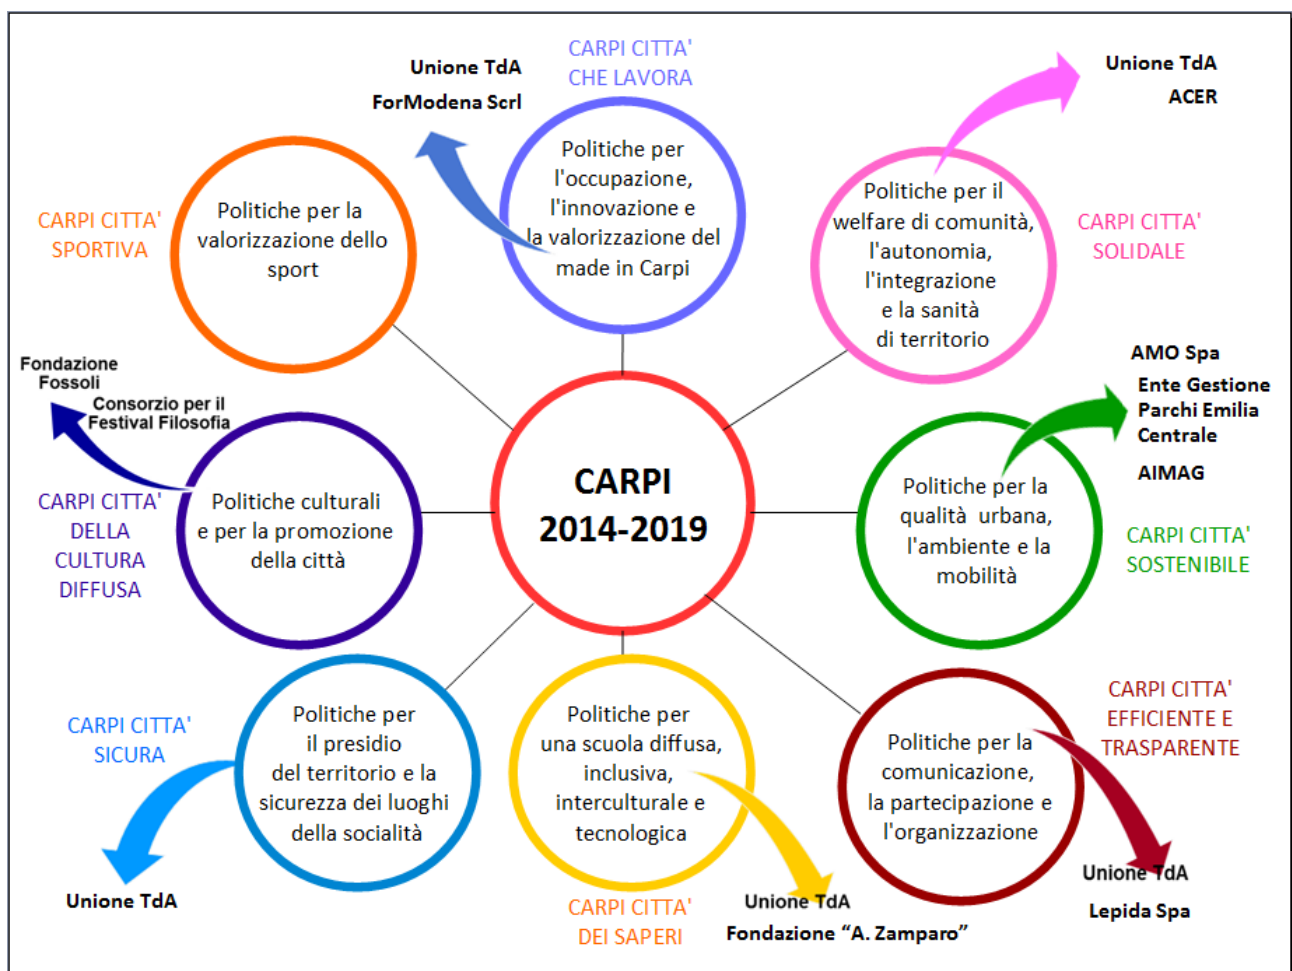 CARPI CITTA'
CHE LAVORA
Unione TdA
ForModena Scrl
Politiche per
l'occupazione,
l'innovazione e
la valorizzazione del
made in Carpi
Unione TdA
ACER
Politiche per il
welfare di comunità,
l'autonomia,
l'integrazione
e la sanità
di territorio
CARPI CITTA'
SOLIDALE
CARPI CITTA'
SPORTIVA
Politiche per la
valorizzazione dello
sport
Fondazione
Fossoli
Consorzio per il
Festival Filosofia
CARPI CITTA'
DELLA
CULTURA
DIFFUSA
Politiche culturali
e per la promozione
della città
CARPI
2014-2019
AMO Spa
Ente Gestione
Parchi Emilia
Centrale
AIMAG
Politiche per la
qualità urbana,
l'ambiente e la
mobilità
CARPI CITTA'
SOSTENIBILE
CARPI CITTA'
SICURA
Politiche per
il presidio
del territorio e la
sicurezza dei luoghi
della socialità
Unione TdA
Politiche per
una scuola diffusa,
inclusiva,
interculturale e
tecnologica
CARPI CITTA'
DEI SAPERI
Unione TdA
Fondazione “A. Zamparo”
CARPI CITTA'
EFFICIENTE E
TRASPARENTE
Politiche per la
comunicazione,
la partecipazione e
l'organizzazione
Unione TdA
Lepida Spa